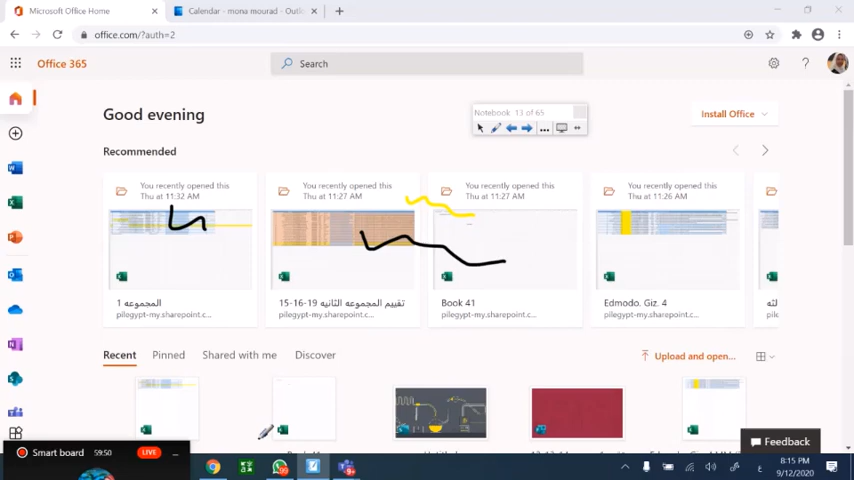 Microsoft Office Home
Calendar - mona mourad - Outlo
office.com/?auth=2
Office 365
Search
Good evening
Notebook 13 of 65
Install Office
Recommended
You recently opened this
Thu at 11:32 AM
You recently opened this
Thu at 11:27 AM
You recently opened this
Thu at 11:27 AM
You recently opened this
Thu at 11:26 AM
المجموعه 1
pilegypt-my.sharepoint.c...
تقييم المجموعه الثانيه 19-16-15
pilegypt-my.sharepoint.c...
Book 41
pilegypt-my.sharepoint.c...
Edmodo. Giz. 4
pilegypt-my.sharepoint.c...
Recent
Pinned
Shared with me
Discover
Upload and open...
Feedback
Smart board
59:50
LIVE
99
ع
8:15 PM
9/12/2020